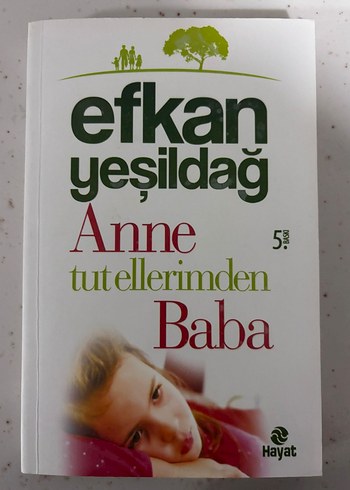 efkan
yeşildağ
Anne
5. BASKI
tut ellerimden
Baba
Hayat